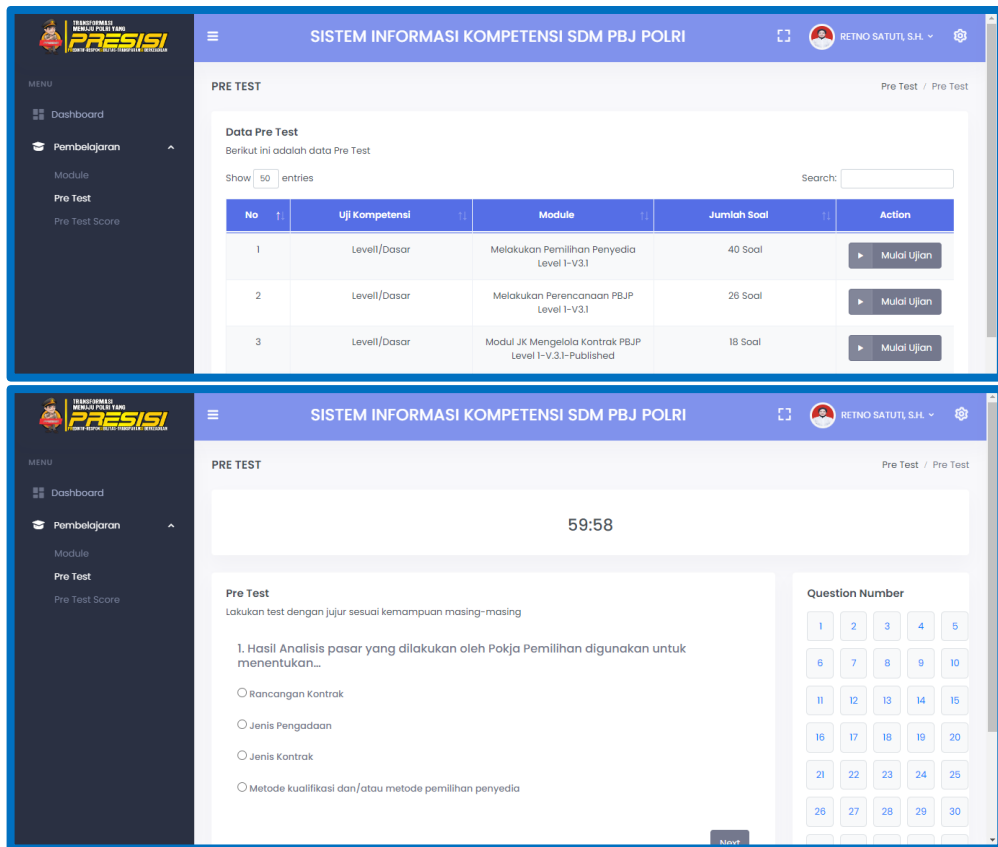 TRANSFORMASI
MENUJU POLRI YANG
PRESISI
SISTEM INFORMASI KOMPETENSI SDM PBJ POLRI
RETNO SATUTI, S.H.
MENU
Dashboard
Pembelajaran
Module
Pre Test
Pre Test Score
PRE TEST
Pre Test / Pre Test
Data Pre Test
Berikut ini adalah data Pre Test
Show 50 entries
Search:
No Uji Kompetensi Module Jumlah Soal Action
1 Level1/Dasar Melakukan Pemilihan Penyedia Level 1-V3.1 40 Soal Mulai Ujian
2 Level1/Dasar Melakukan Perencanaan PBJP Level 1-V3.1 26 Soal Mulai Ujian
3 Level1/Dasar Modul JK Mengelola Kontrak PBJP Level 1-V.3.1-Published 18 Soal Mulai Ujian
TRANSFORMASI
MENUJU POLRI YANG
PRESISI
SISTEM INFORMASI KOMPETENSI SDM PBJ POLRI
RETNO SATUTI, S.H.
MENU
Dashboard
Pembelajaran
Module
Pre Test
Pre Test Score
PRE TEST
Pre Test / Pre Test
59:58
Pre Test
Lakukan test dengan jujur sesuai kemampuan masing-masing
1. Hasil Analisis pasar yang dilakukan oleh Pokja Pemilihan digunakan untuk
menentukan...
Rancangan Kontrak
Jenis Pengadaan
Jenis Kontrak
Metode kualifikasi dan/atau metode pemilihan penyedia
Next
Question Number
1 2 3 4 5
6 7 8 9 10
11 12 13 14 15
16 17 18 19 20
21 22 23 24 25
26 27 28 29 30